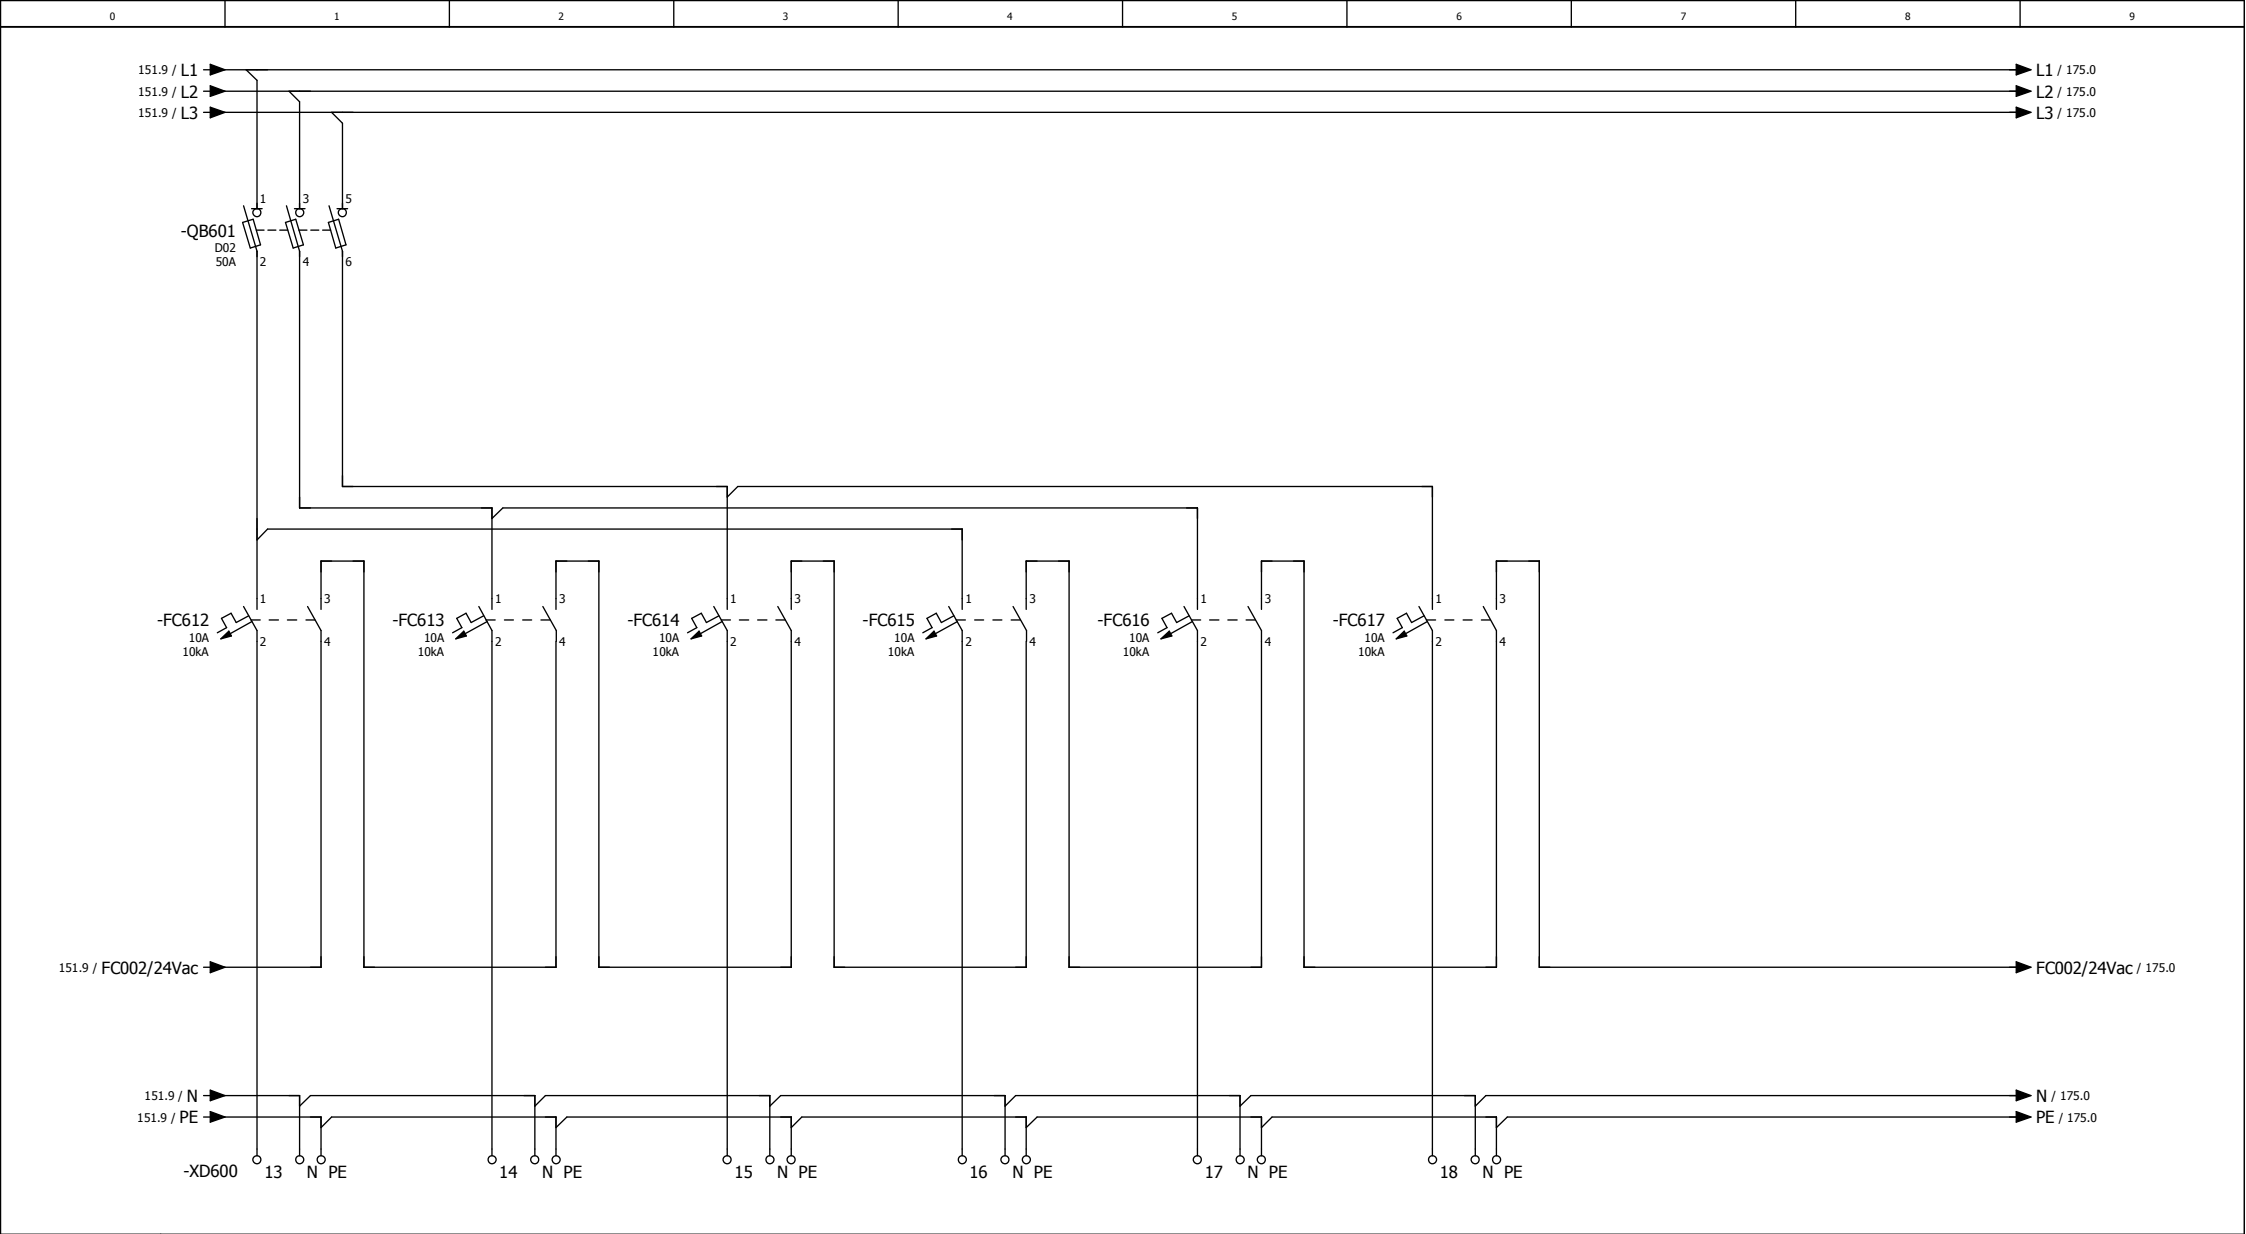 0 1 2 3 4 5 6 7 8 9
151.9 / L1 L1 / 175.0
151.9 / L2 L2 / 175.0
151.9 / L3 L3 / 175.0
1 3 5
-QB601
D02
50A 2 4 6
1 3 1 3 1 3 1 3 1 3 1 3
-FC612 -FC613 -FC614 -FC615 -FC616 -FC617
10A 10A 10A 10A 10A 10A
2 4 2 4 2 4 2 4 2 4 2 4
10kA 10kA 10kA 10kA 10kA 10kA
151.9 / FC002/24Vac FC002/24Vac / 175.0
151.9 / N N / 175.0
151.9 / PE PE / 175.0
-XD600 13 N PE 14 N PE 15 N PE 16 N PE 17 N PE 18 N PE